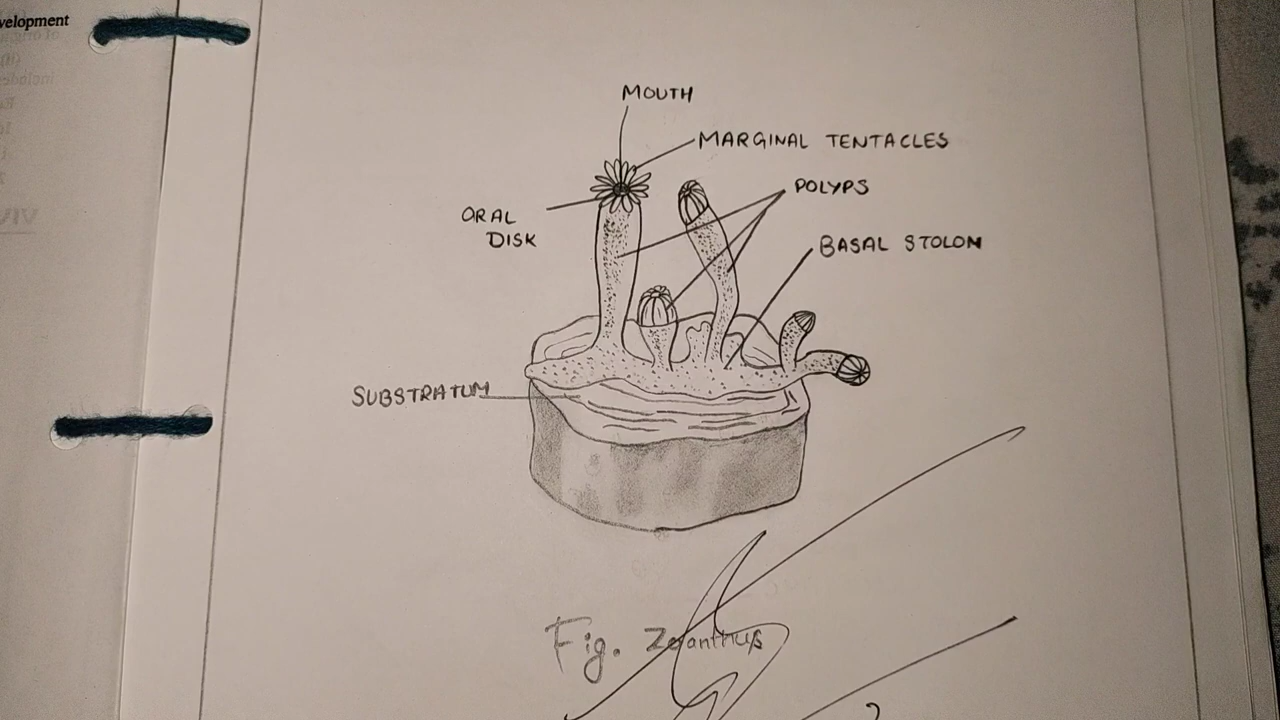 velopment
MOUTH
MARGINAL TENTACLES
POLYPS
ORAL
DISK
BASAL STOLON
SUBSTRATUM
Fig. Zoanthus